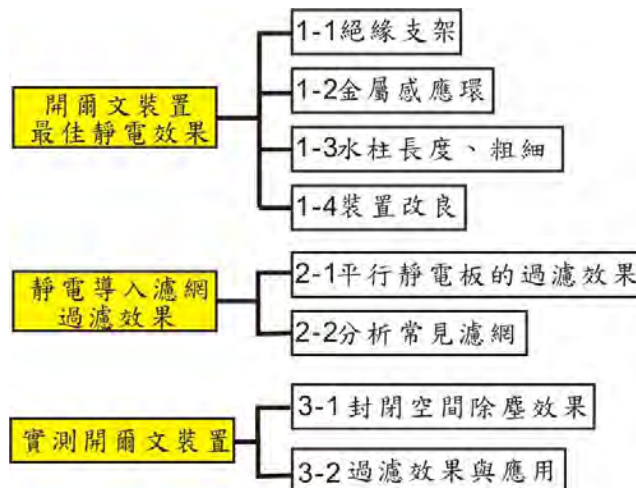 開爾文裝置
最佳靜電效果
1-1絕緣支架
1-2金屬感應環
1-3水柱長度、粗細
1-4裝置改良
靜電導入濾網
過濾效果
2-1平行靜電板的過濾效果
2-2分析常見濾網
實測開爾文裝置
3-1封閉空間除塵效果
3-2過濾效果與應用